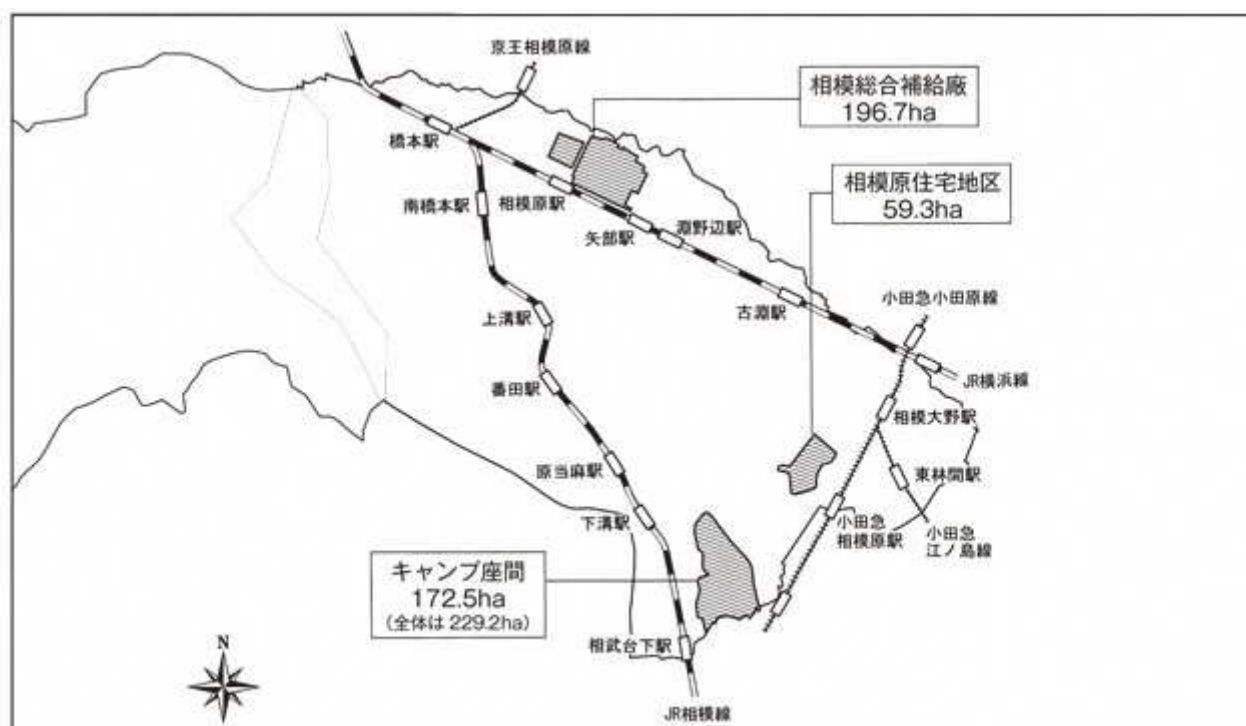 京王相模原線
相模総合補給廠
196.7ha
橋本駅
相模原住宅地区
59.3ha
南橋本駅
相模原駅
矢部駅
淵野辺駅
上溝駅
古淵駅
小田急小田原線
JR横浜線
番田駅
相模大野駅
原当麻駅
東林間駅
下溝駅
小田急
相模原駅
小田急
江ノ島線
キャンプ座間
172.5ha
(全体は 229.2ha)
相武台下駅
N
JR相模線